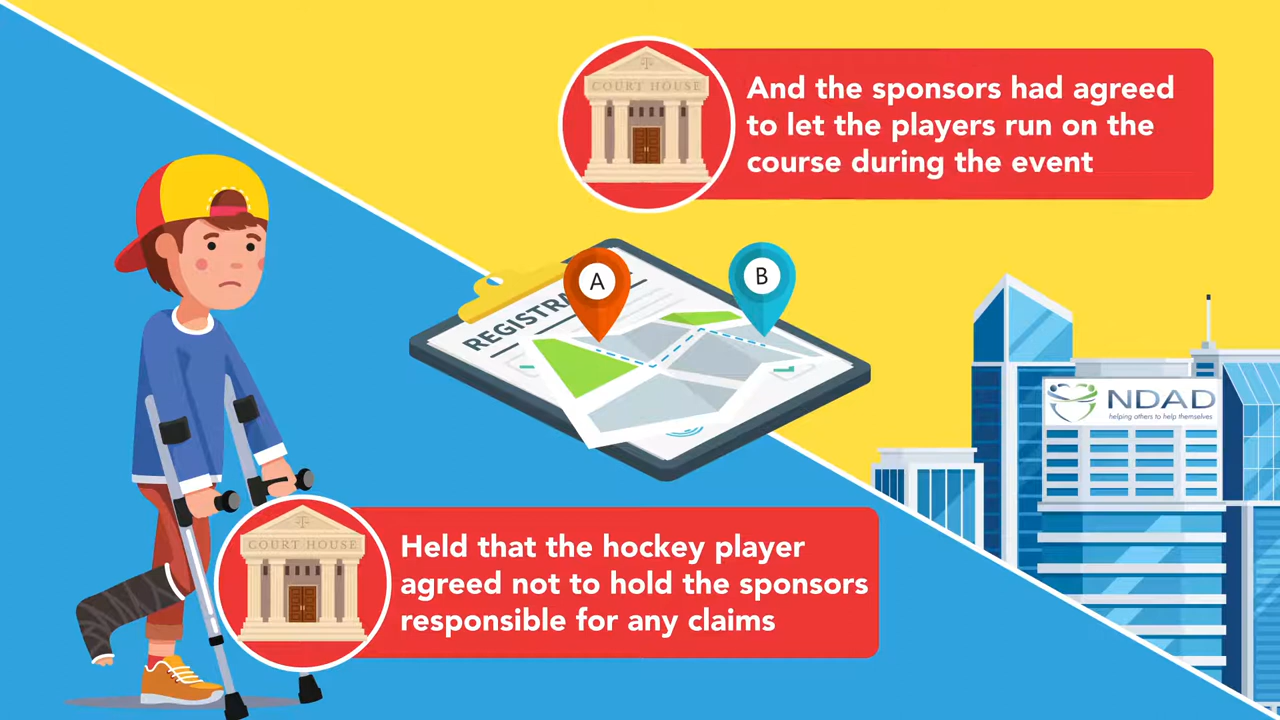 COURT HOUSE
And the sponsors had agreed
to let the players run on the
course during the event
A
B
NDAD
helping others to help themselves
COURT HOUSE
Held that the hockey player
agreed not to hold the sponsors
responsible for any claims